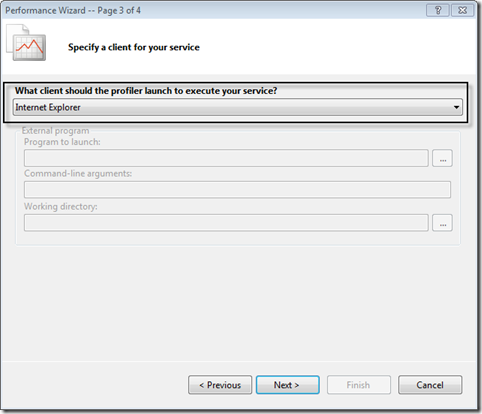 Performance Wizard -- Page 3 of 4
Specify a client for your service
What client should the profiler launch to execute your service?
Internet Explorer
External program
Program to launch:
...
Command-line arguments:
Working directory:
...
< Previous
Next >
Finish
Cancel